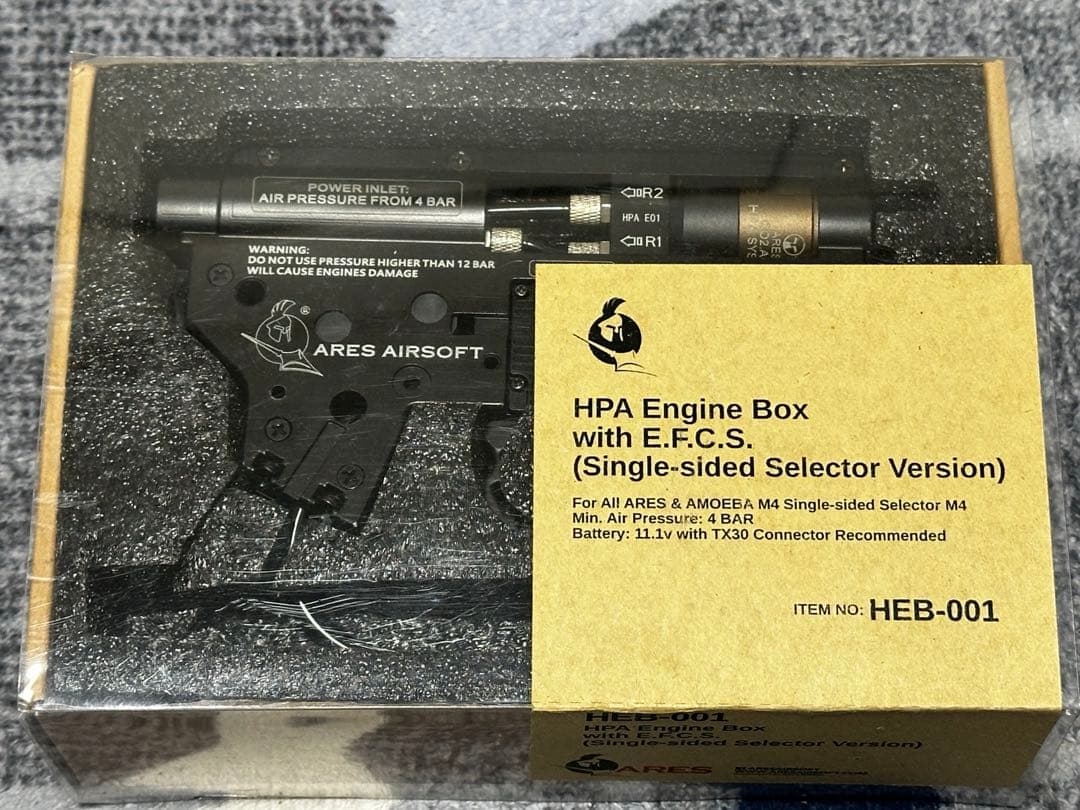 POWER INLET:
AIR PRESSURE FROM 4 BAR
R2
HPA E01
R1
WARNING:
DO NOT USE PRESSURE HIGHER THAN 12 BAR
WILL CAUSE ENGINES DAMAGE
®
ARES AIRSOFT
HPA Engine Box
with E.F.C.S.
(Single-sided Selector Version)
For All ARES & AMOEBA M4 Single-sided Selector M4
Min. Air Pressure: 4 BAR
Battery: 11.1v with TX30 Connector Recommended
ITEM NO: HEB-001
HEB-001
HPA Engine Box
with E.F.C.S.
(Single-sided Selector Version)
ARES